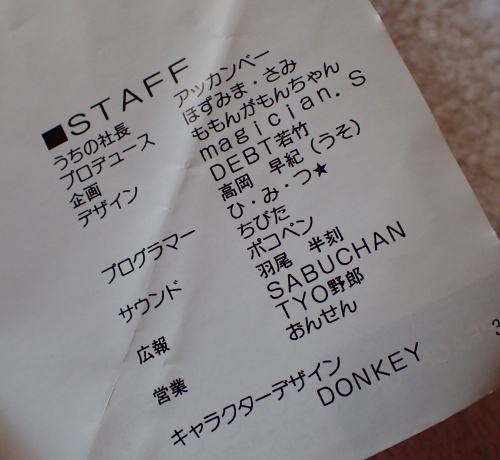 ■STAFF
うちの社長 アッカンベー
プロデュース ほずみま・さみ
企画 ももんがもんちゃん
デザイン magician.S
DEBT若竹
高岡 早紀(うそ)
プログラマー ひ・み・つ★
ちびた
サウンド ポコペン
羽尾 半刻
広報 SABUCHAN
TYO野郎
営業 おんせん
キャラクターデザイン
DONKEY
3